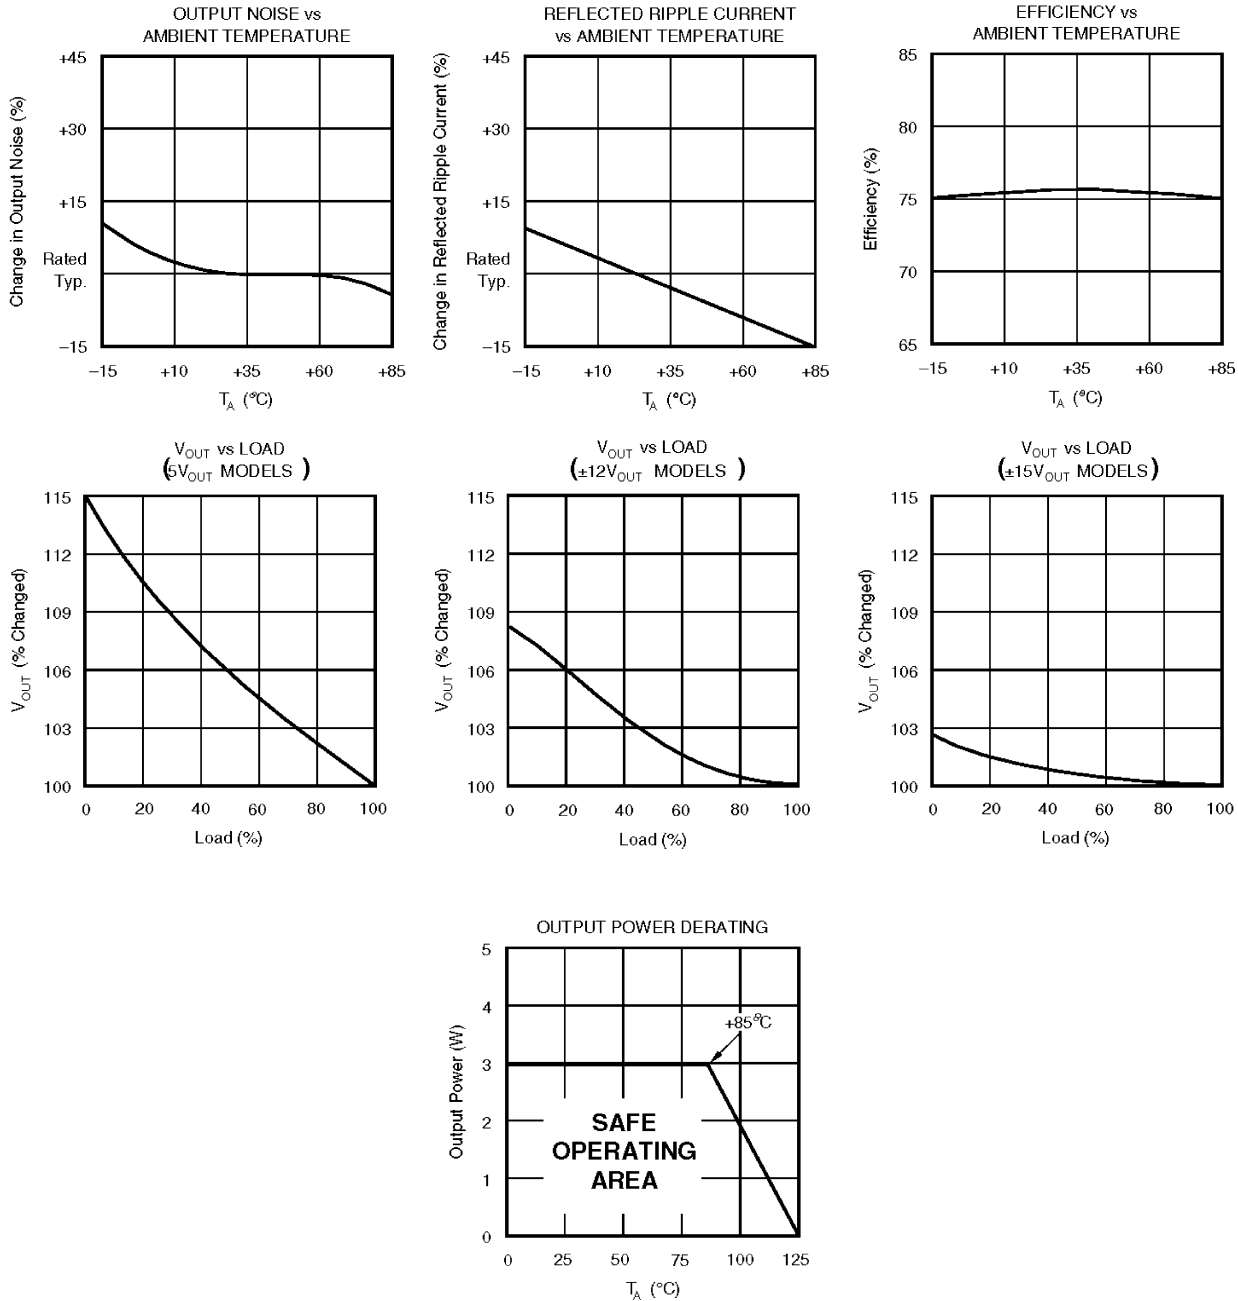 OUTPUT NOISE vs
AMBIENT TEMPERATURE
Change in Output Noise (%)
+45
+30
+15
Rated
Typ.
–15
–15 +10 +35 +60 +85
TA (°C)
REFLECTED RIPPLE CURRENT
vs AMBIENT TEMPERATURE
Change in Reflected Ripple Current (%)
+45
+30
+15
Rated
Typ.
–15
–15 +10 +35 +60 +85
TA (°C)
EFFICIENCY vs
AMBIENT TEMPERATURE
Efficiency (%)
85
80
75
70
65
–15 +10 +35 +60 +85
TA (°C)
VOUT vs LOAD
(5VOUT MODELS)
VOUT (% Changed)
115
112
109
106
103
100
0 20 40 60 80 100
Load (%)
VOUT vs LOAD
(±12VOUT MODELS)
VOUT (% Changed)
115
112
109
106
103
100
0 20 40 60 80 100
Load (%)
VOUT vs LOAD
(±15VOUT MODELS)
VOUT (% Changed)
115
112
109
106
103
100
0 20 40 60 80 100
Load (%)
OUTPUT POWER DERATING
Output Power (W)
5
4
3
2
1
0
+85°C
SAFE
OPERATING
AREA
0 25 50 75 100 125
TA (°C)